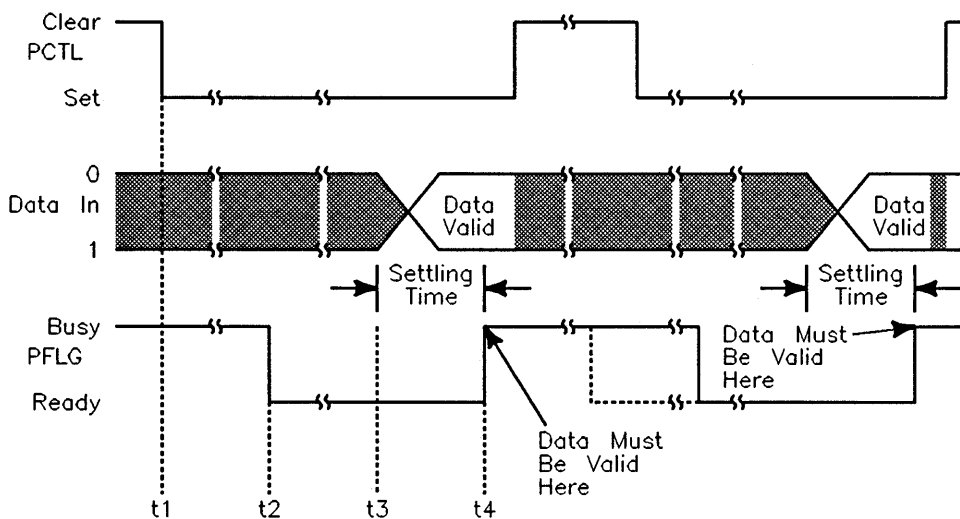 Clear
PCTL
Set
0
Data In
1
Data
Valid
Data
Valid
Settling
Time
Settling
Time
Busy
PFLG
Ready
Data Must
Be Valid
Here
Data Must
Be Valid
Here
t1
t2
t3
t4